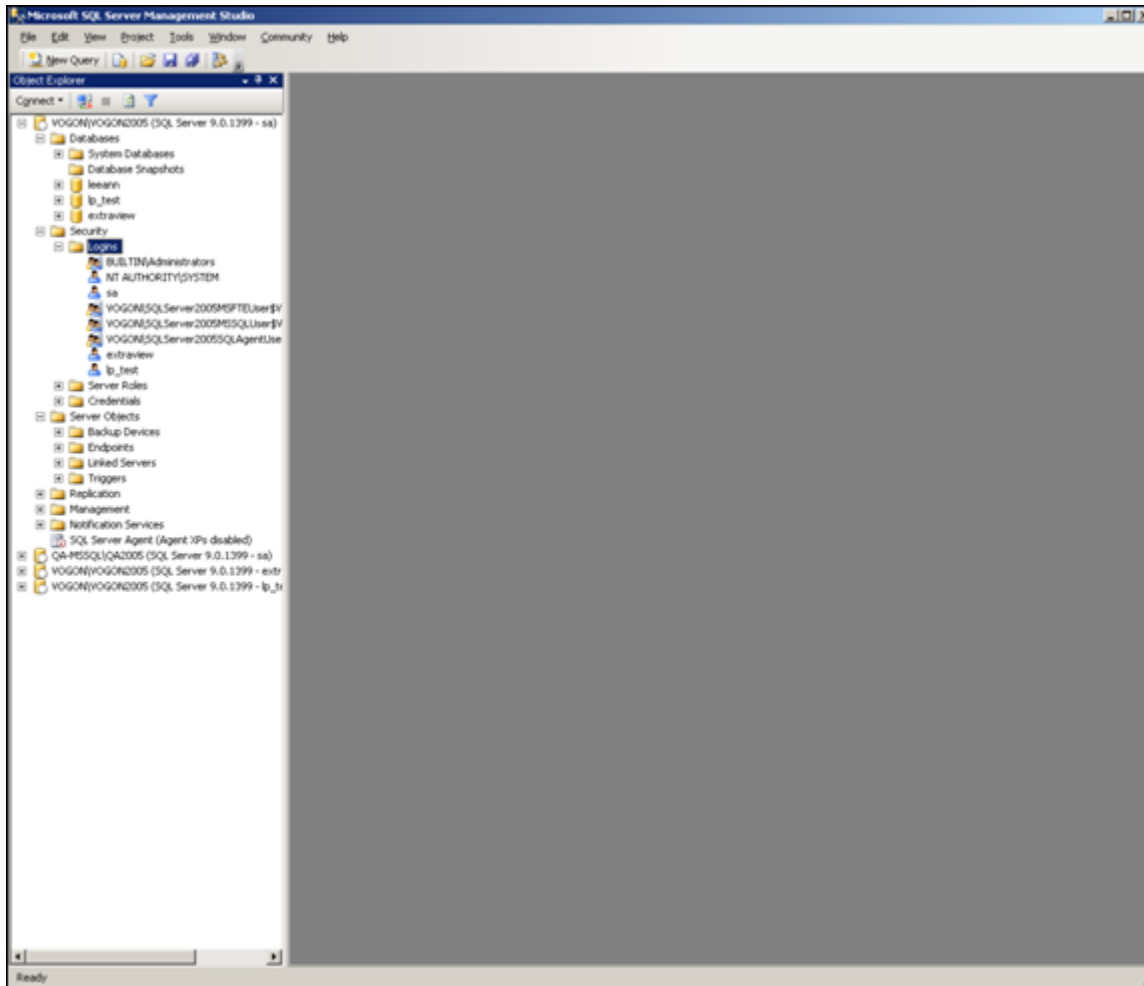 Microsoft SQL Server Management Studio
File Edit View Project Tools Window Community Help
New Query
Object Explorer
Connect
VOGON\VOGON2005 (SQL Server 9.0.1399 - sa)
Databases
System Databases
Database Snapshots
leeann
lp_test
extraview
Security
Logins
BUILTIN\Administrators
NT AUTHORITY\SYSTEM
sa
VOGON\SQLServer2005MSFTEUser$V
VOGON\SQLServer2005MSSQLUser$V
VOGON\SQLServer2005SQLAgentUse
extraview
lp_test
Server Roles
Credentials
Server Objects
Backup Devices
Endpoints
Linked Servers
Triggers
Replication
Management
Notification Services
SQL Server Agent (Agent XPs disabled)
QA-MSSQL\QA2005 (SQL Server 9.0.1399 - sa)
VOGON\VOGON2005 (SQL Server 9.0.1399 - extr
VOGON\VOGON2005 (SQL Server 9.0.1399 - lp_te
Ready